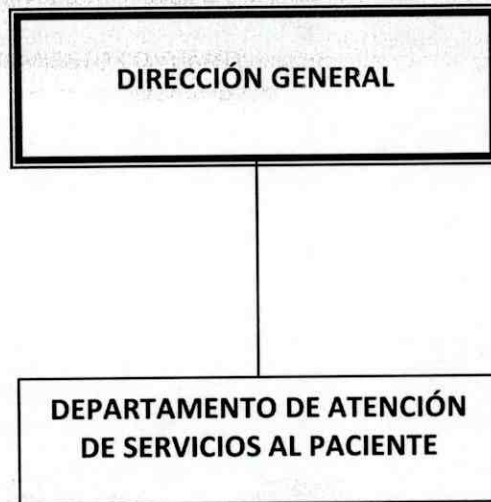 DIRECCIÓN GENERAL
DEPARTAMENTO DE ATENCIÓN
DE SERVICIOS AL PACIENTE